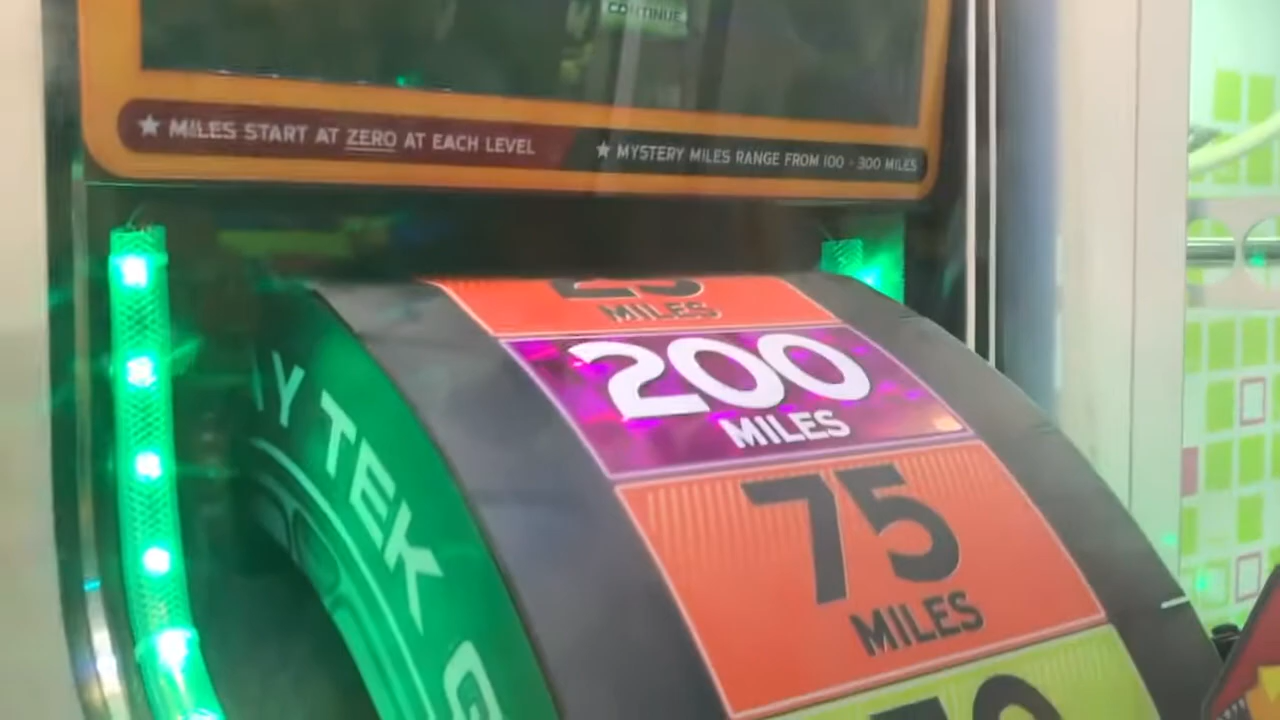 CONTINUE
★ MILES START AT ZERO AT EACH LEVEL
★ MYSTERY MILES RANGE FROM 100 - 300 MILES
25
MILES
200
MILES
75
MILES
Y TEK